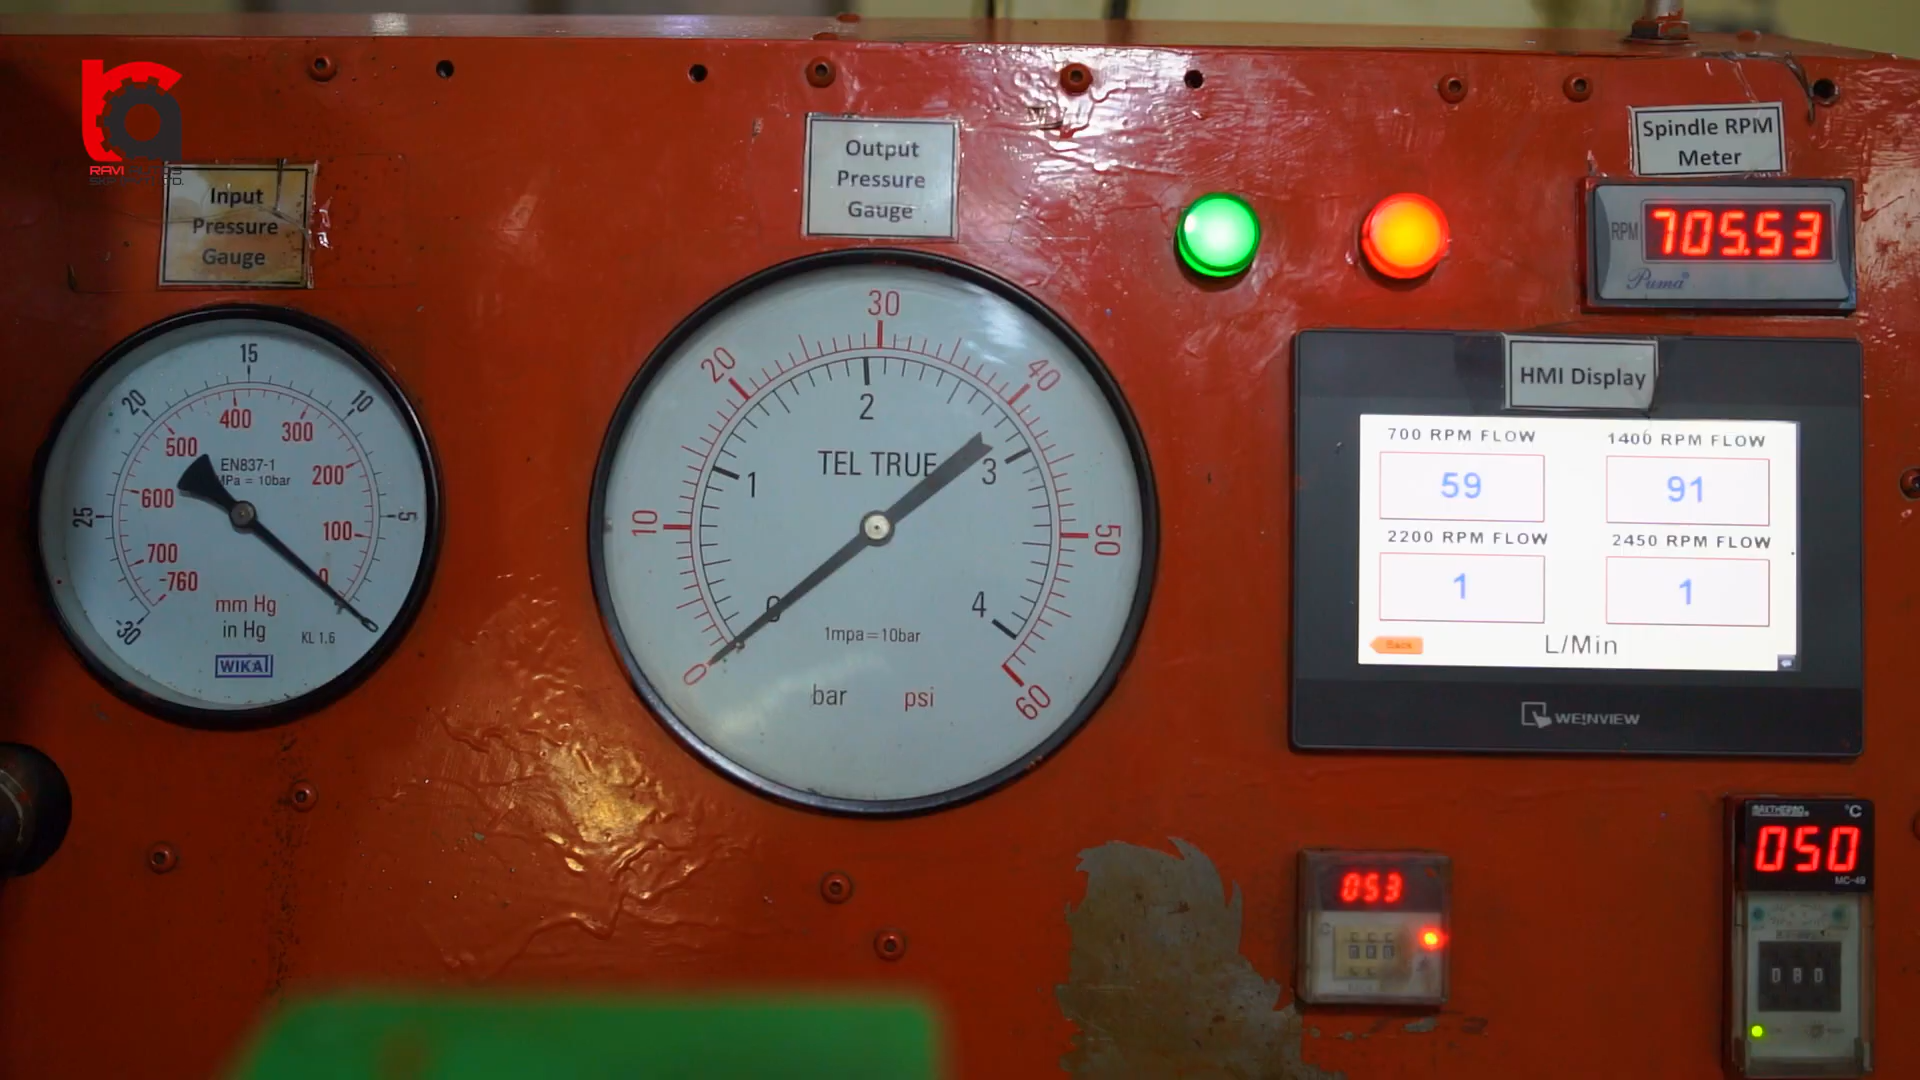 RAVI
Input
Pressure
Gauge
Output
Pressure
Gauge
Spindle RPM
Meter
RPM
705.53
Puma
HMI Display
700 RPM FLOW
1400 RPM FLOW
59
91
2200 RPM FLOW
2450 RPM FLOW
1
1
Back
L/Min
WEINVIEW
30
25
20
15
10
5
0
-760
700
600
500
400
300
200
100
0
EN837-1
MPa = 10bar
mm Hg
in Hg
KL 1.6
WIKAI
0
10
20
30
40
50
60
0
1
2
3
4
TEL TRUE
1mpa=10bar
bar
psi
053
°C
050
MC-49
080